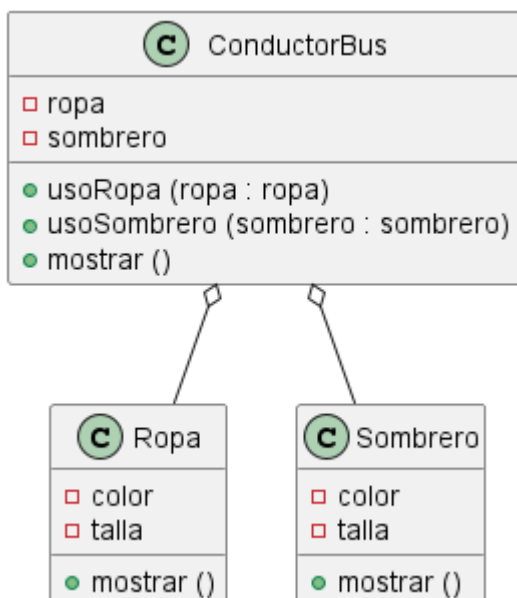 C ConductorBus
ropa
sombrero
usoRopa (ropa : ropa)
usoSombrero (sombrero : sombrero)
mostrar ()
C Ropa
color
talla
mostrar ()
C Sombrero
color
talla
mostrar ()